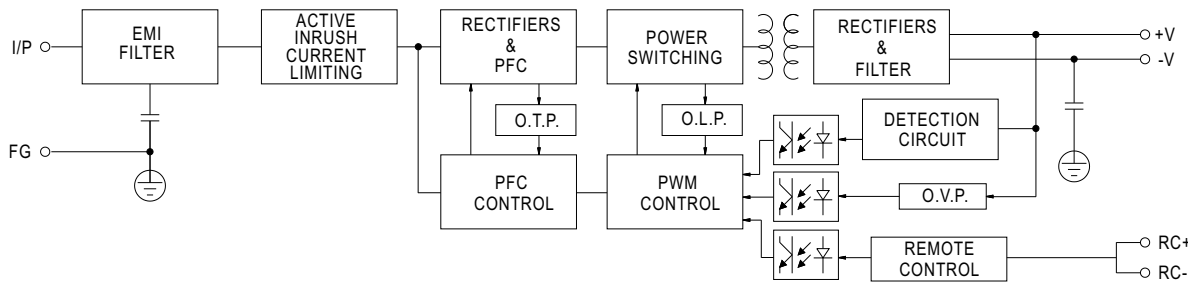 I/P
EMI
FILTER
ACTIVE
INRUSH
CURRENT
LIMITING
RECTIFIERS
&
PFC
POWER
SWITCHING
RECTIFIERS
&
FILTER
+V
-V
O.T.P.
O.L.P.
DETECTION
CIRCUIT
FG
PFC
CONTROL
PWM
CONTROL
O.V.P.
REMOTE
CONTROL
RC+
RC-